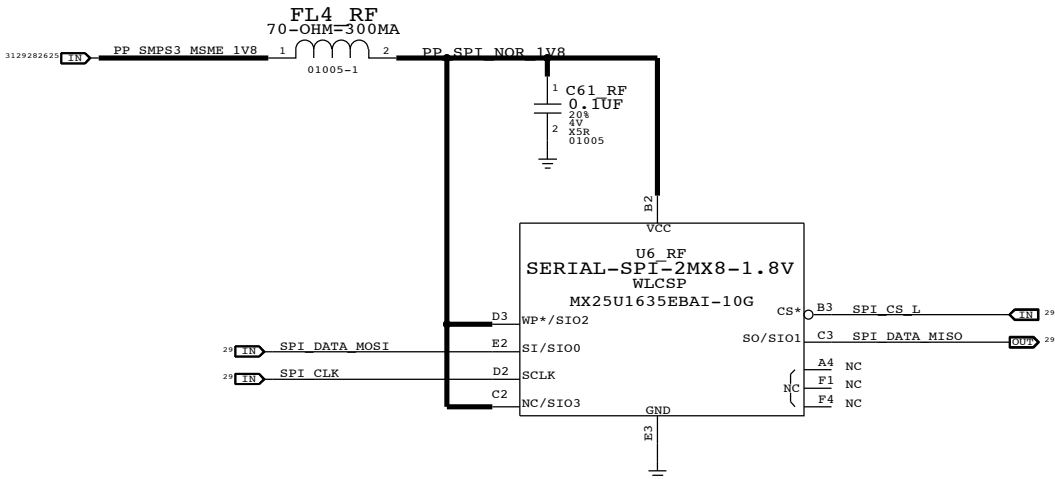 FL4_RF
70-OHM=300MA
3129282625 IN PP_SMPS3_MSME_1V8 1 2 PP_SPI_NOR_1V8
01005-1
1 C61_RF
0.1UF
20%
4V
2 X5R
01005
B2
VCC
U6_RF
SERIAL-SPI-2MX8-1.8V
WLCSP
MX25U1635EBAI-10G
CS* B3 SPI_CS_L IN 29
D3 WP*/SIO2
SO/SIO1 C3 SPI_DATA_MISO OUT 29
29 IN SPI_DATA_MOSI E2 SI/SIO0
A4 NC
29 IN SPI_CLK D2 SCLK
NC F1 NC
C2 NC/SIO3
F4 NC
GND
E3